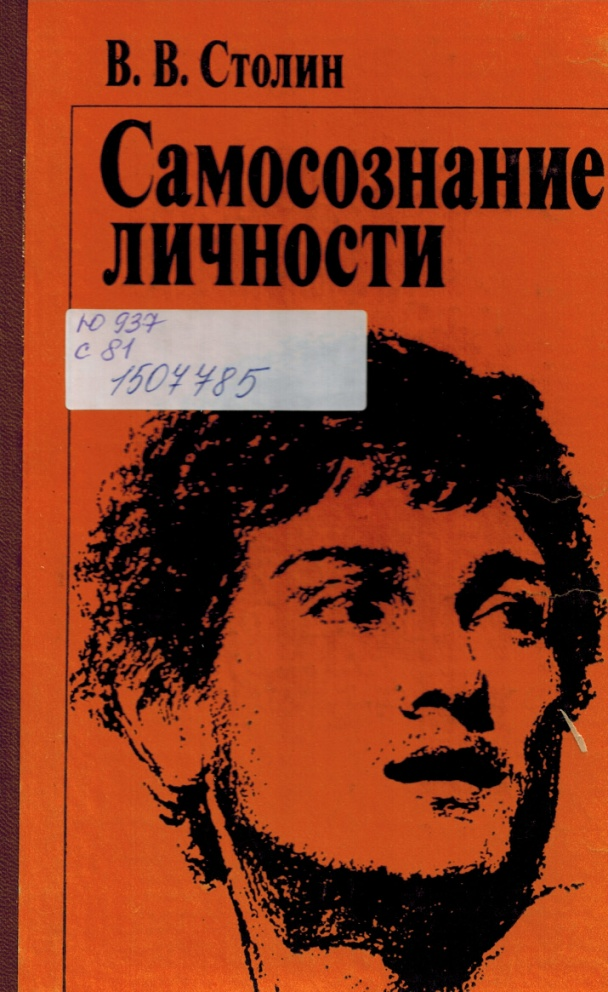 В. В. Столин
Самосознание
личности
Ю 937
С 81
1507785